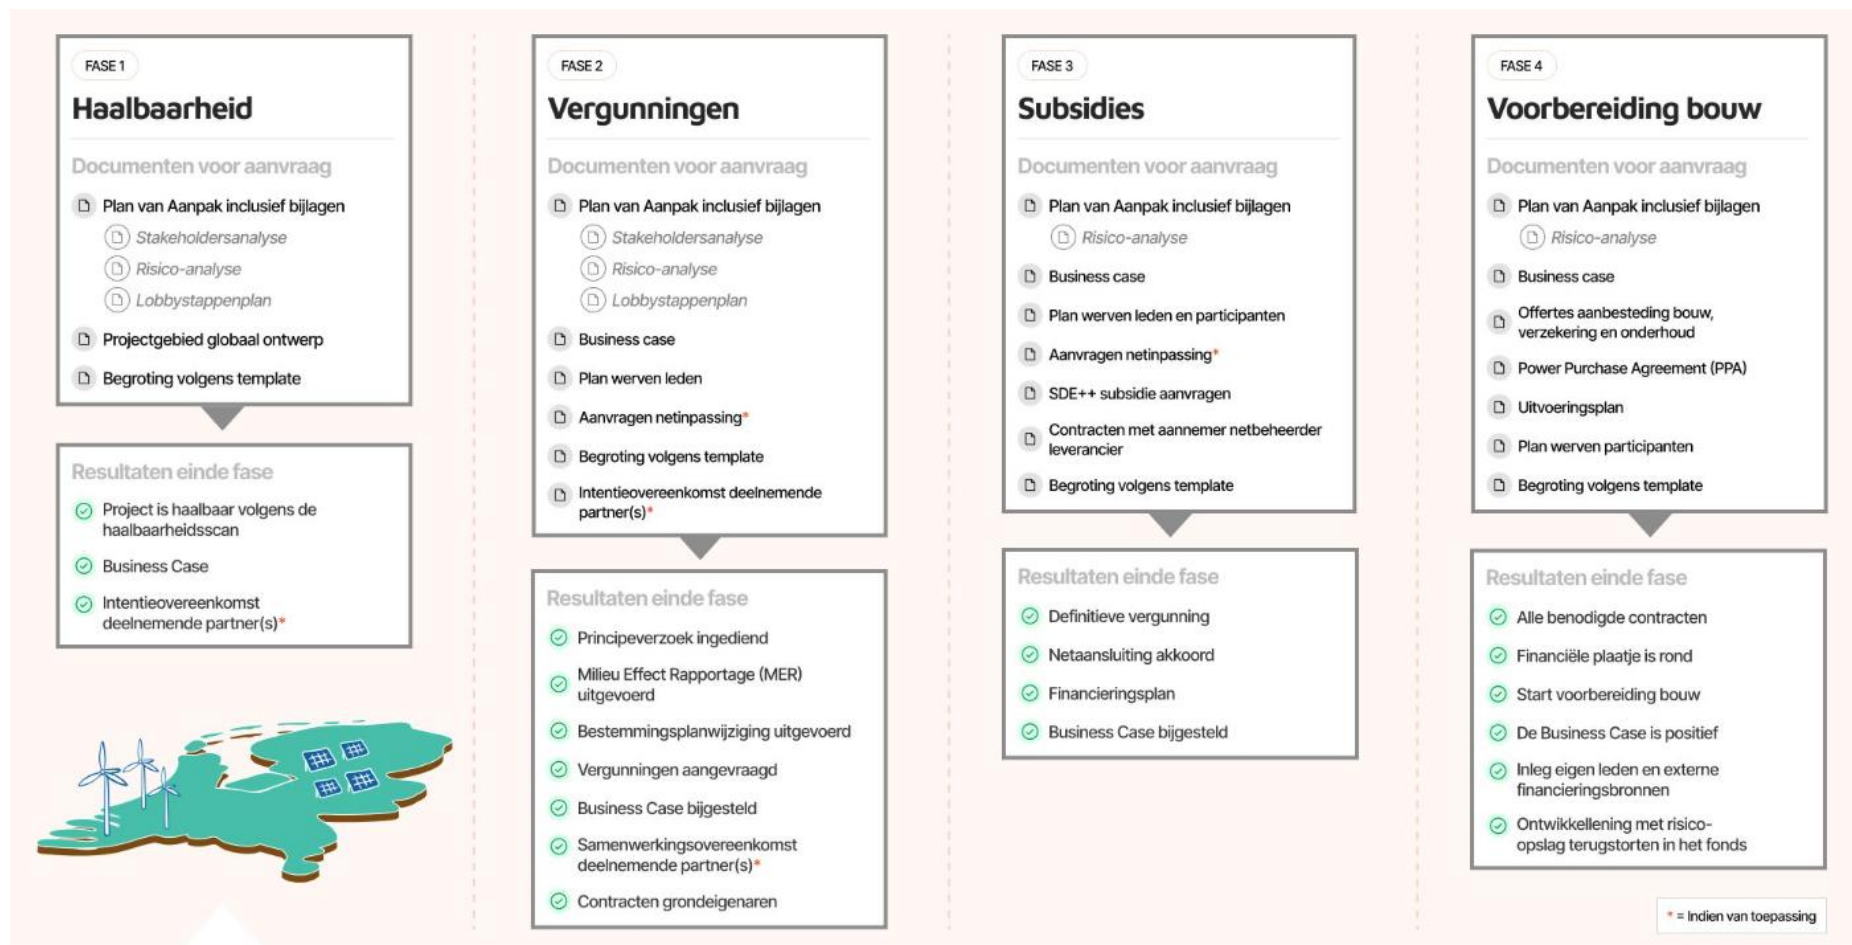 FASE 1
Haalbaarheid
Documenten voor aanvraag
Plan van Aanpak inclusief bijlagen
Stakeholdersanalyse
Risico-analyse
Lobbystappenplan
Projectgebied globaal ontwerp
Begroting volgens template
Resultaten einde fase
Project is haalbaar volgens de
haalbaarheidsscan
Business Case
Intentieovereenkomst
deelnemende partner(s)*
FASE 2
Vergunningen
Documenten voor aanvraag
Plan van Aanpak inclusief bijlagen
Stakeholdersanalyse
Risico-analyse
Lobbystappenplan
Business case
Plan werven leden
Aanvragen netinpassing*
Begroting volgens template
Intentieovereenkomst deelnemende
partner(s)*
Resultaten einde fase
Principeverzoek ingediend
Milieu Effect Rapportage (MER)
uitgevoerd
Bestemmingsplanwijziging uitgevoerd
Vergunningen aangevraagd
Business Case bijgesteld
Samenwerkingsovereenkomst
deelnemende partner(s)*
Contracten grondeigenaren
FASE 3
Subsidies
Documenten voor aanvraag
Plan van Aanpak inclusief bijlagen
Risico-analyse
Business case
Plan werven leden en participanten
Aanvragen netinpassing*
SDE++ subsidie aanvragen
Contracten met aannemer netbeheerder
leverancier
Begroting volgens template
Resultaten einde fase
Definitieve vergunning
Netaansluiting akkoord
Financieringsplan
Business Case bijgesteld
FASE 4
Voorbereiding bouw
Documenten voor aanvraag
Plan van Aanpak inclusief bijlagen
Risico-analyse
Business case
Offertes aanbesteding bouw,
verzekering en onderhoud
Power Purchase Agreement (PPA)
Uitvoeringsplan
Plan werven participanten
Begroting volgens template
Resultaten einde fase
Alle benodigde contracten
Financiële plaatje is rond
Start voorbereiding bouw
De Business Case is positief
Inleg eigen leden en externe
financieringsbronnen
Ontwikkellening met risico-
opslag terugstorten in het fonds
* = Indien van toepassing